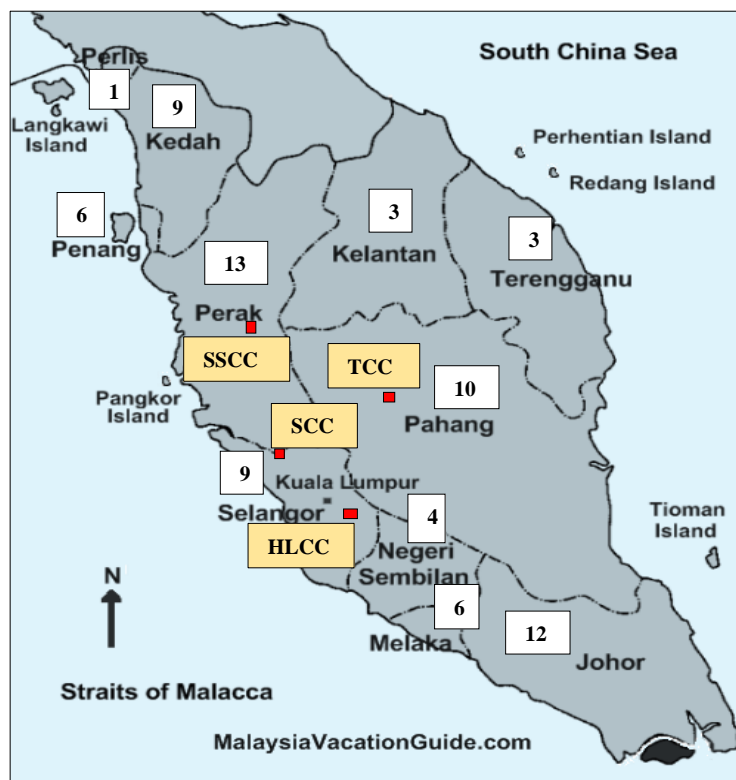 South China Sea
Perlis
1
9
Langkawi
Island
Kedah
Perhentian Island
Redang Island
6
Penang
3
Kelantan
3
Terengganu
13
Perak
SSCC
TCC
10
Pahang
Pangkor
Island
SCC
9
Kuala Lumpur
Selangor
4
Tioman
Island
HLCC
Negeri
Sembilan
N
6
Melaka
12
Johor
Straits of Malacca
MalaysiaVacationGuide.com